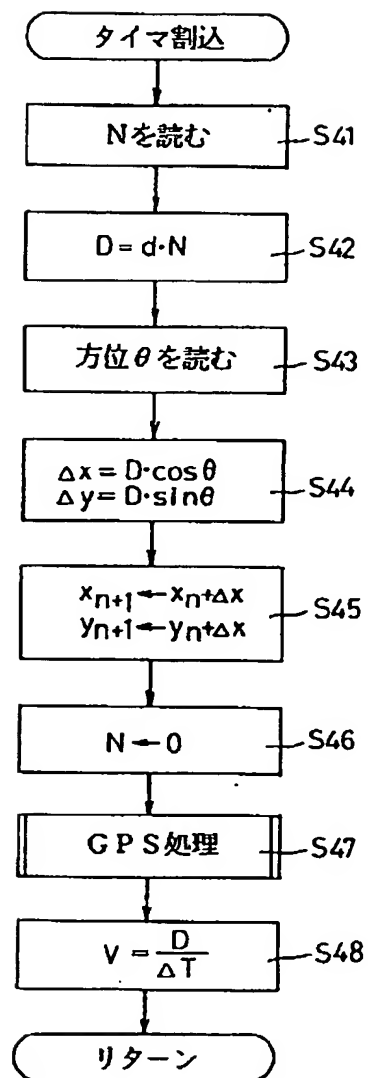 タイマ割込
Nを読む
S41
D=d・N
S42
方位θを読む
S43
Δx=D・cosθ
Δy=D・sinθ
S44
xn+1←xn+Δx
yn+1←yn+Δx
S45
N←0
S46
GPS処理
S47
V=D/ΔT
S48
リターン